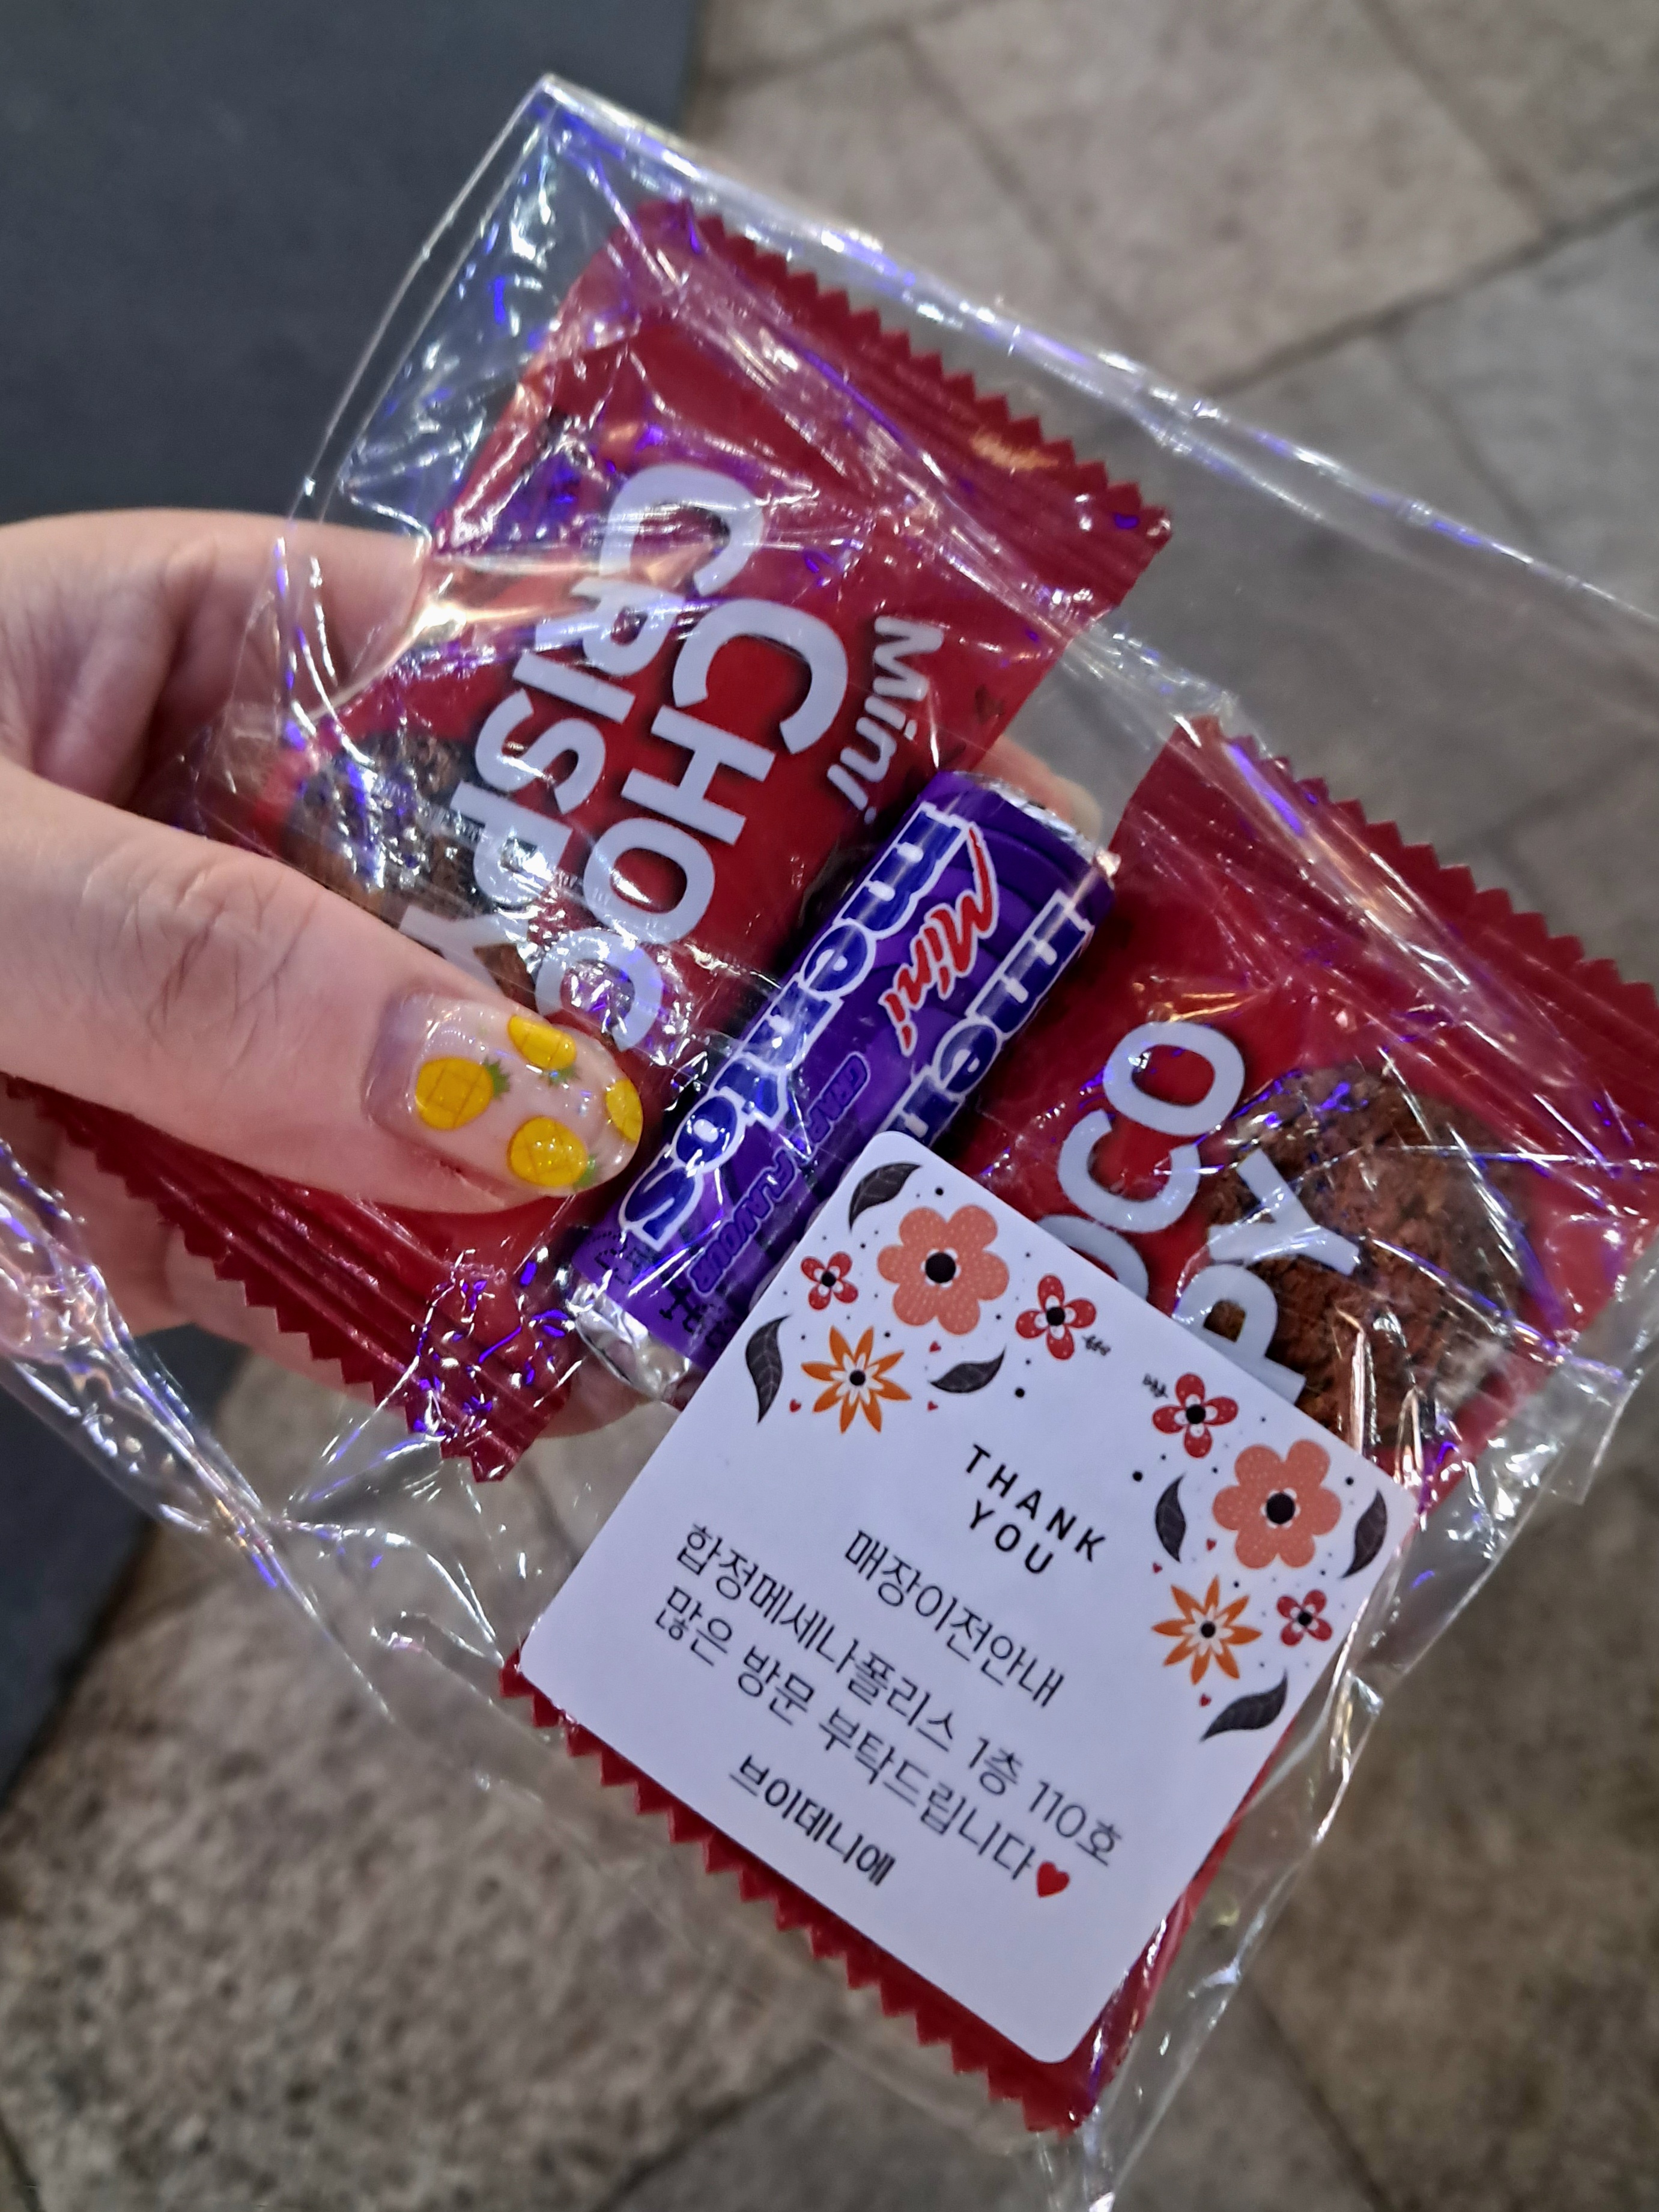 Mini
CHOCO
CRISPY
mentos
Mini
GRAPE FLAVOUR
THANK
YOU
매장이전안내
합정메세나폴리스 1층 110호
많은 방문 부탁드립니다♥
브이데니에